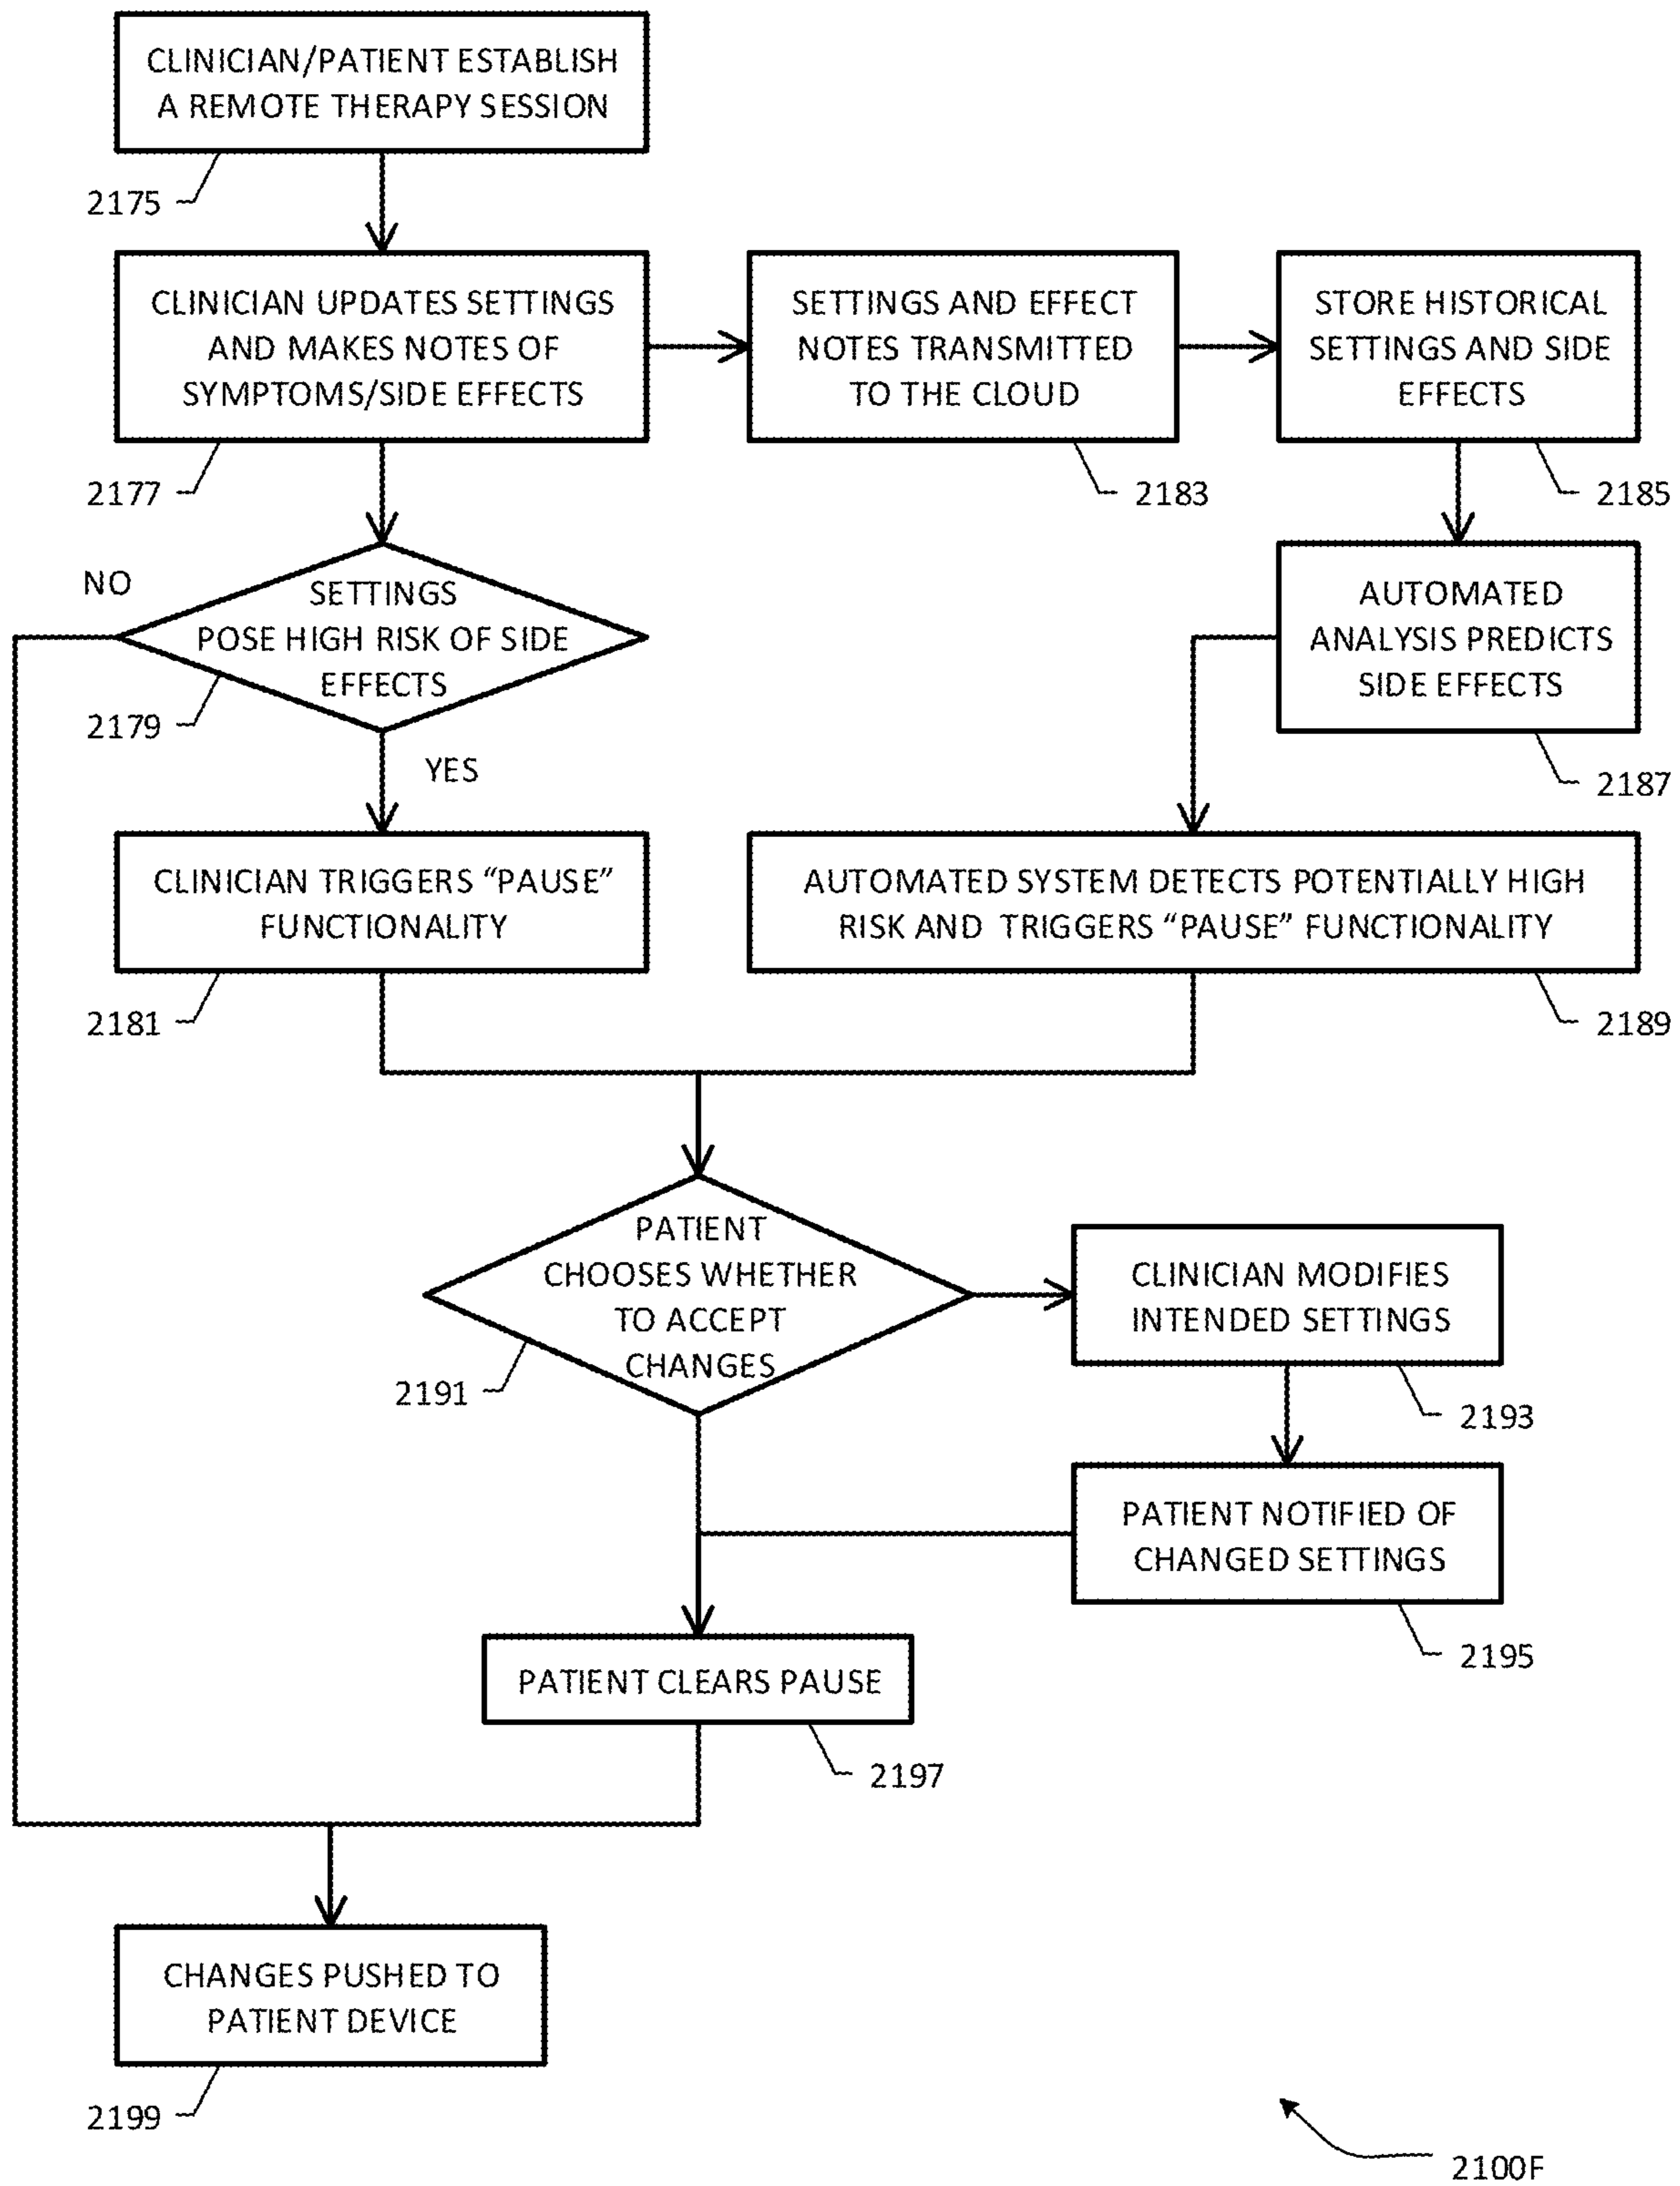 CLINICIAN/PATIENT ESTABLISH
A REMOTE THERAPY SESSION
2175
CLINICIAN UPDATES SETTINGS
AND MAKES NOTES OF
SYMPTOMS/SIDE EFFECTS
2177
SETTINGS AND EFFECT
NOTES TRANSMITTED
TO THE CLOUD
2183
STORE HISTORICAL
SETTINGS AND SIDE
EFFECTS
2185
NO
SETTINGS
POSE HIGH RISK OF SIDE
EFFECTS
2179
YES
AUTOMATED
ANALYSIS PREDICTS
SIDE EFFECTS
2187
CLINICIAN TRIGGERS “PAUSE”
FUNCTIONALITY
2181
AUTOMATED SYSTEM DETECTS POTENTIALLY HIGH
RISK AND TRIGGERS “PAUSE” FUNCTIONALITY
2189
PATIENT
CHOOSES WHETHER
TO ACCEPT
CHANGES
2191
CLINICIAN MODIFIES
INTENDED SETTINGS
2193
PATIENT NOTIFIED OF
CHANGED SETTINGS
2195
PATIENT CLEARS PAUSE
2197
CHANGES PUSHED TO
PATIENT DEVICE
2199
2100F